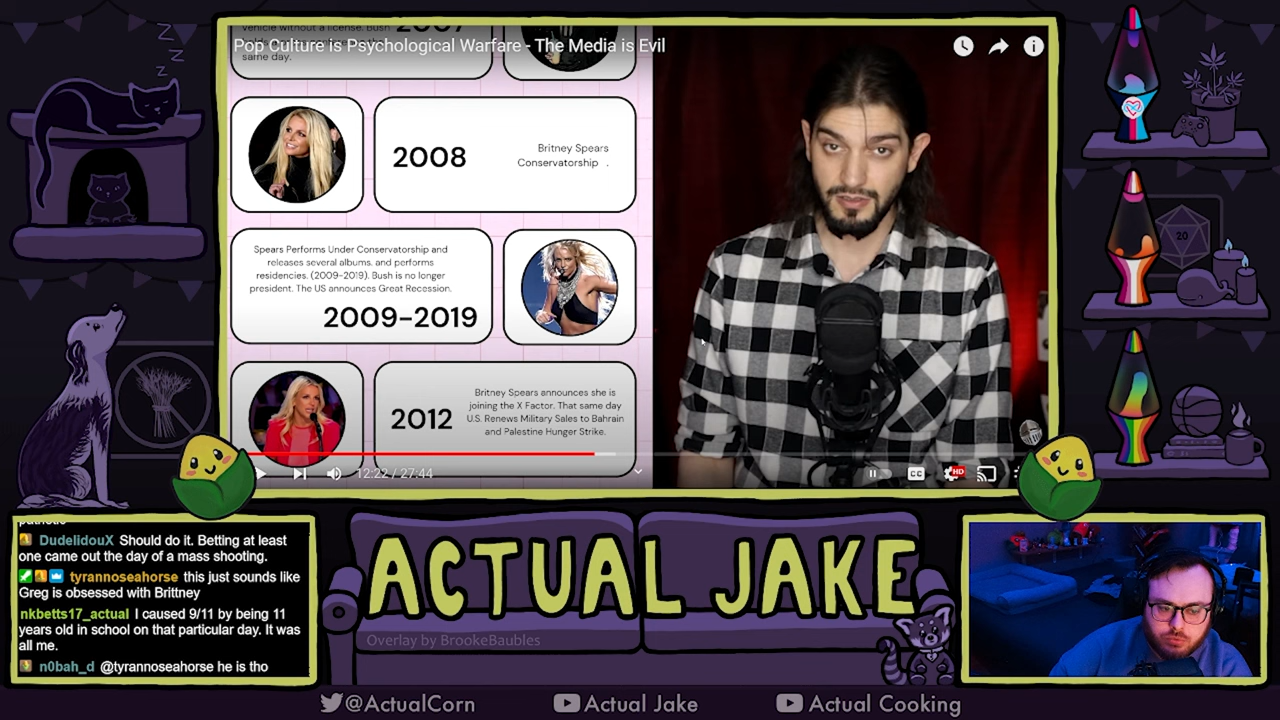 vehicle without a license. Bush
2007
same day.
Pop Culture is Psychological Warfare - The Media is Evil
2008
Britney Spears
Conservatorship .
Spears Performs Under Conservatorship and
releases several albums, and performs
residencies. (2009-2019). Bush is no longer
president. The US announces Great Recession.
2009-2019
2012
Britney Spears announces she is
joining the X Factor. That same day
U.S. Renews Military Sales to Bahrain
and Palestine Hunger Strike.
12:22 / 27:44
CC
HD
Z
Z
Z
Z
20
pathetic
DudelidouX Should do it. Betting at least
one came out the day of a mass shooting.
tyrannoseahorse this just sounds like
Greg is obsessed with Brittney
nkbetts17_actual I caused 9/11 by being 11
years old in school on that particular day. It was
all me.
n0bah_d @tyrannoseahorse he is tho
ACTUAL JAKE
Overlay by BrookeBaubles
@ActualCorn
Actual Jake
Actual Cooking